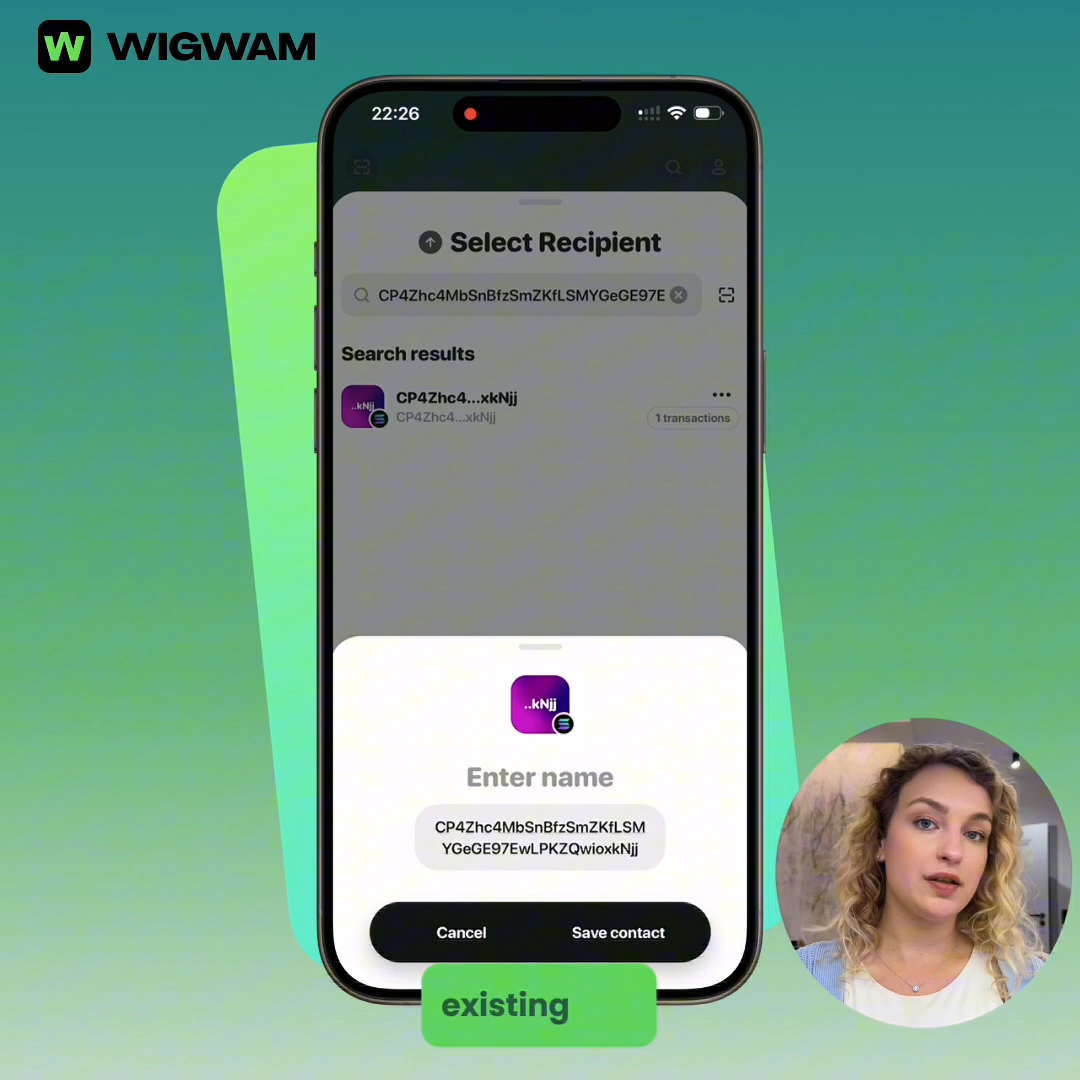 W WIGWAM
22:26
Select Recipient
CP4Zhc4MbSnBfzSmZKfLSMYGeGE97E
Search results
..kNjj
CP4Zhc4...xkNjj
CP4Zhc4...xkNjj
1 transactions
..kNjj
Enter name
CP4Zhc4MbSnBfzSmZKfLSM
YGeGE97EwLPKZQwioxkNjj
Cancel
Save contact
existing